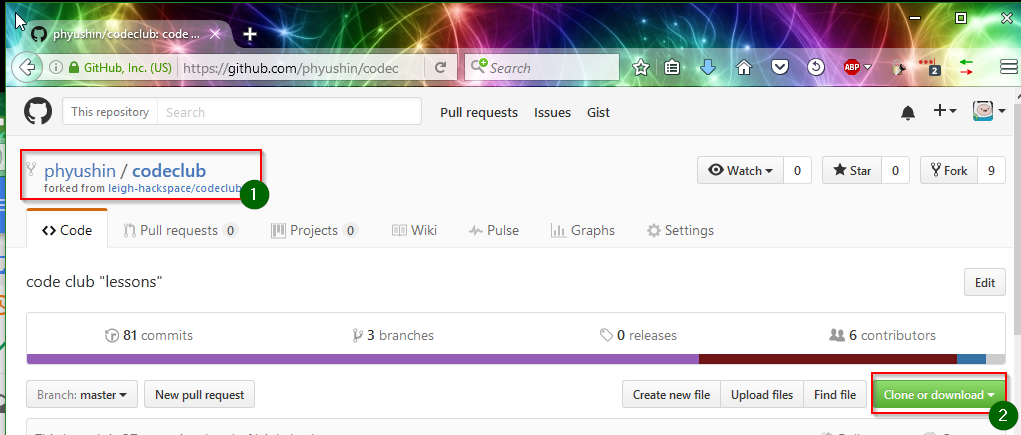 phyushin/codeclub: code ...
GitHub, Inc. (US) https://github.com/phyushin/codec Search ABP 2
This repository Search Pull requests Issues Gist
phyushin / codeclub
forked from leigh-hackspace/codeclub
1
Watch 0 Star 0 Fork 9
Code Pull requests 0 Projects 0 Wiki Pulse Graphs Settings
code club "lessons" Edit
81 commits 3 branches 0 releases 6 contributors
Branch: master New pull request Create new file Upload files Find file Clone or download
2